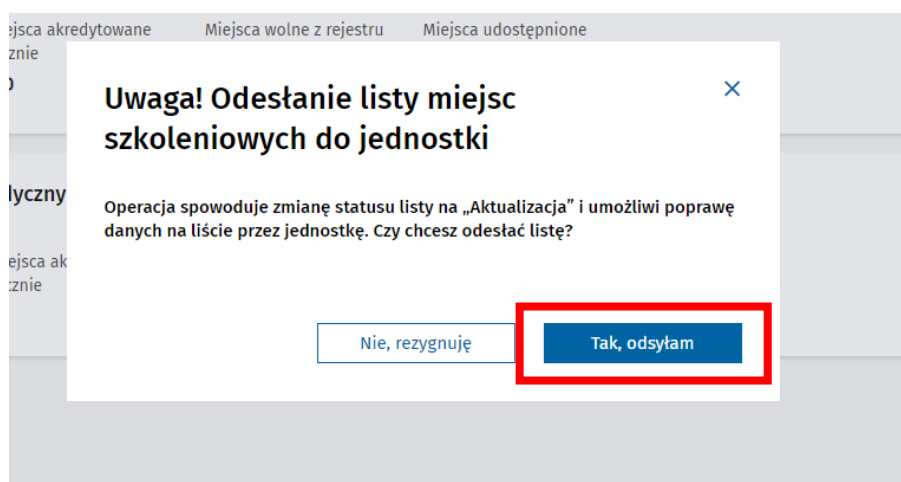 akredytowane Miejsca wolne z rejestru Miejsca udostępnione
Uwaga! Odesłanie listy miejsc
szkoleniowych do jednostki
Operacja spowoduje zmianę statusu listy na „Aktualizacja” i umożliwi poprawę
danych na liście przez jednostkę. Czy chcesz odesłać listę?
Nie, rezygnuję Tak, odsyłam